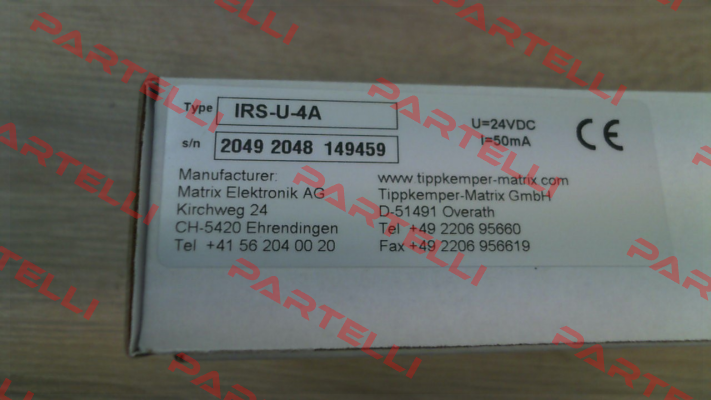 Type IRS-U-4A
s/n 2049 2048 149459
U=24VDC
I=50mA
CE
Manufacturer:
Matrix Elektronik AG
Kirchweg 24
CH-5420 Ehrendingen
Tel +41 56 204 00 20
www.tippkemper-matrix.com
Tippkemper-Matrix GmbH
D-51491 Overath
Tel +49 2206 95660
Fax +49 2206 956619
PARTELLI
PARTELLI
PARTELLI
PARTELLI
PARTELLI
PARTELLI
PARTELLI
PARTELLI